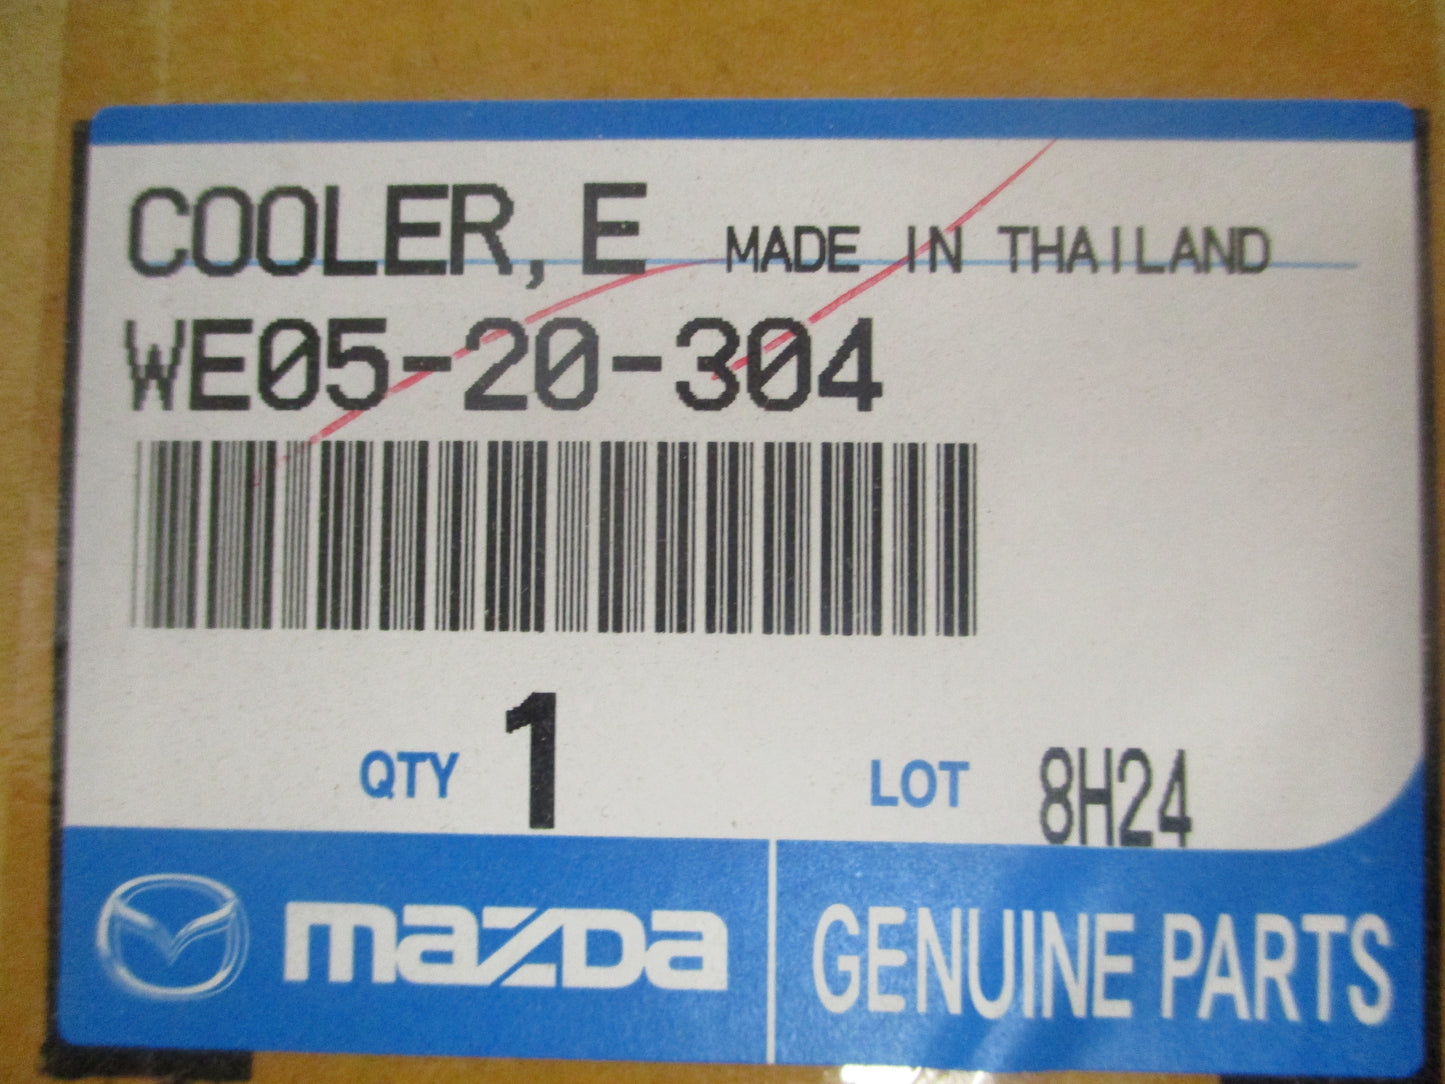 COOLER, E MADE IN THAILAND
WE05-20-304
QTY 1 LOT 8H24
mazda GENUINE PARTS